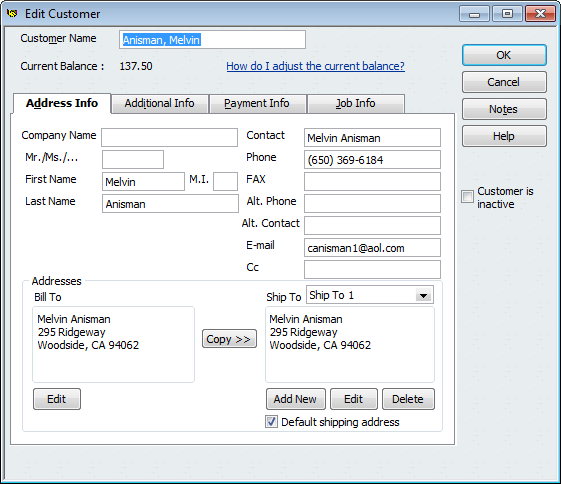 Edit Customer
Customer Name Anisman, Melvin
OK
Current Balance : 137.50 How do I adjust the current balance?
Cancel
Address Info Additional Info Payment Info Job Info
Notes
Company Name Contact Melvin Anisman
Help
Mr./Ms./... Phone (650) 369-6184
First Name Melvin M.I. FAX
Customer is
inactive
Last Name Anisman Alt. Phone
Alt. Contact
E-mail canisman1@aol.com
Cc
Addresses
Bill To Ship To Ship To 1
Melvin Anisman Melvin Anisman
295 Ridgeway 295 Ridgeway
Copy >>
Woodside, CA 94062 Woodside, CA 94062
Edit Add New Edit Delete
Default shipping address